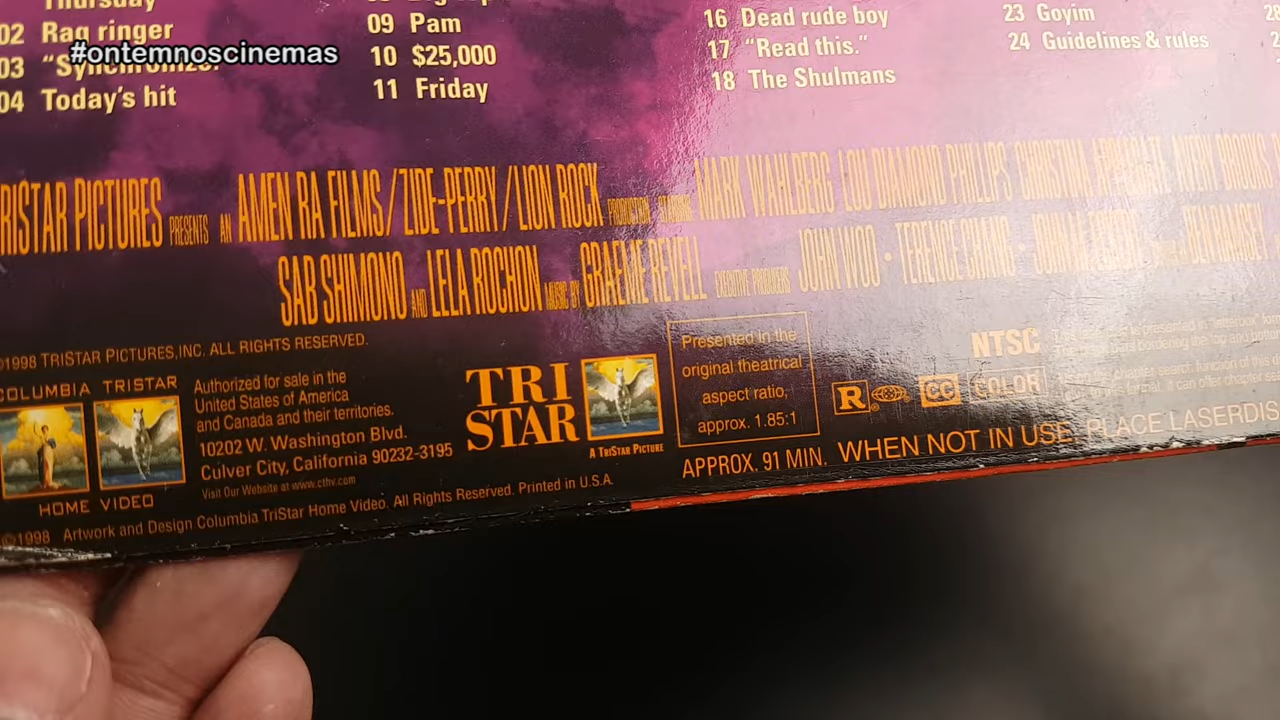 Thursday
02 Rag ringer
#ontemnoscinemas
03 "Synchronize."
04 Today's hit
09 Pam
10 $25,000
11 Friday
16 Dead rude boy
17 "Read this."
18 The Shulmans
23 Goyim
24 Guidelines & rules
28
TRISTAR PICTURES PRESENTS AN AMEN RA FILMS / ZIDE-PERRY / LION ROCK PRODUCTION MARK WAHLBERG LOU DIAMOND PHILLIPS CHRISTINA APPLEGATE AVERY BROOKS
SAB SHIMONO AND LELA ROCHON MUSIC BY GRAEME REVELL EXECUTIVE PRODUCERS JOHN WOO • TERENCE CHANG • BEN RAMSEY
©1998 TRISTAR PICTURES, INC. ALL RIGHTS RESERVED.
COLUMBIA TRISTAR
HOME VIDEO
Authorized for sale in the
United States of America
and Canada and their territories.
10202 W. Washington Blvd.
Culver City, California 90232-3195
Visit Our Website at www.cthv.com
TRI
STAR
A TRISTAR PICTURE
Presented in the
original theatrical
aspect ratio,
approx. 1.85:1
NTSC
R
CC
COLOR
©1998 Artwork and Design Columbia TriStar Home Video. All Rights Reserved. Printed in U.S.A.
APPROX. 91 MIN. WHEN NOT IN USE, PLACE LASERDIS